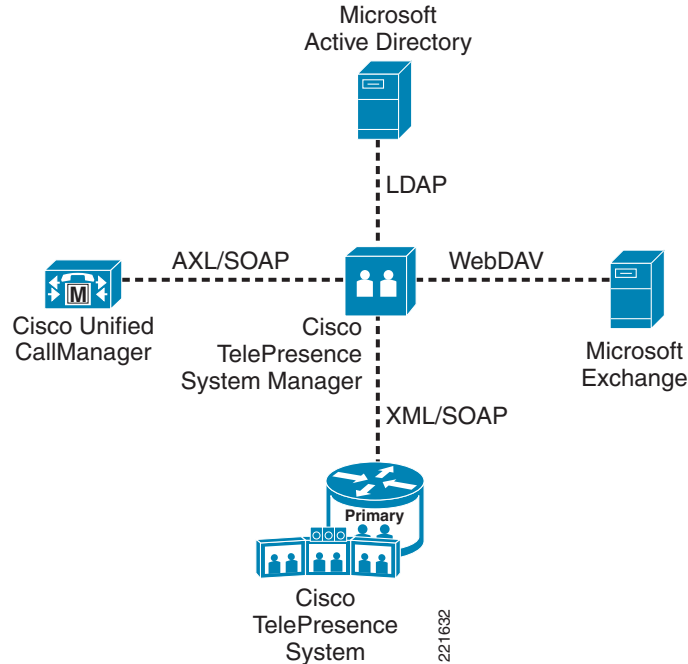 Microsoft
Active Directory
LDAP
AXL/SOAP
WebDAV
M
Cisco Unified
CallManager
Cisco
TelePresence
System Manager
Microsoft
Exchange
XML/SOAP
Primary
Cisco
TelePresence
System
221632